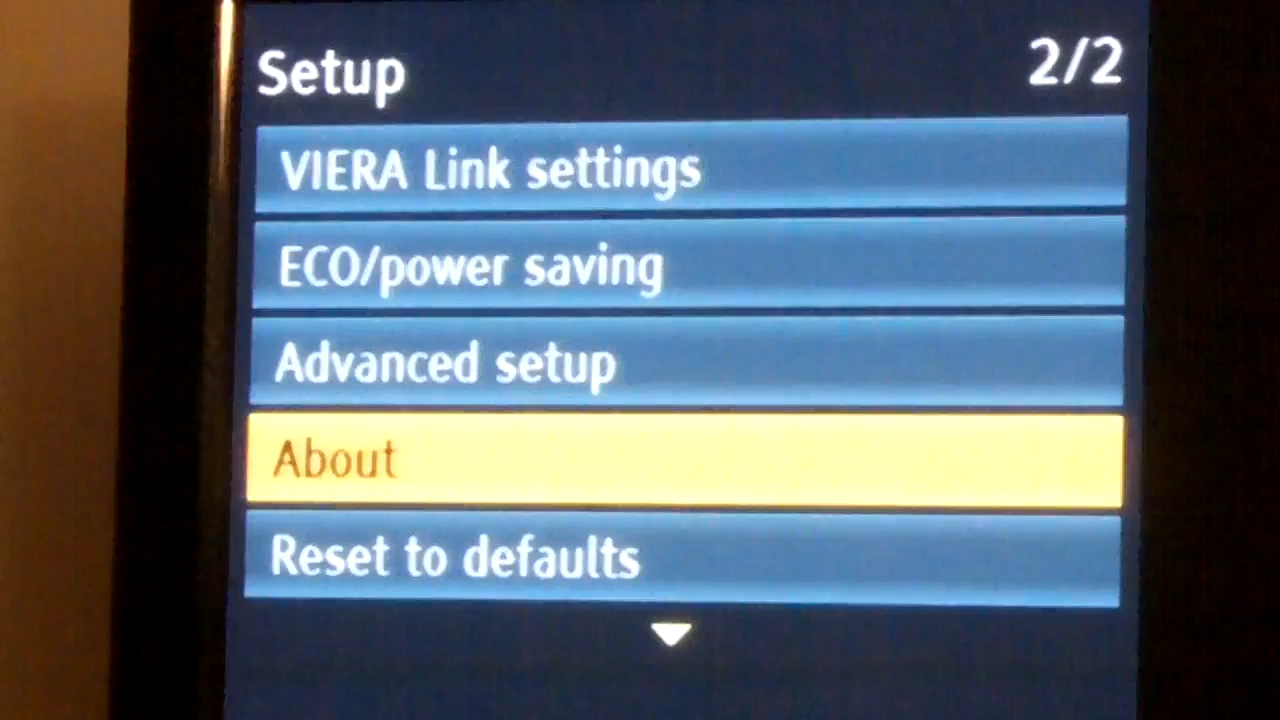 Setup 2/2
VIERA Link settings
ECO/power saving
Advanced setup
About
Reset to defaults